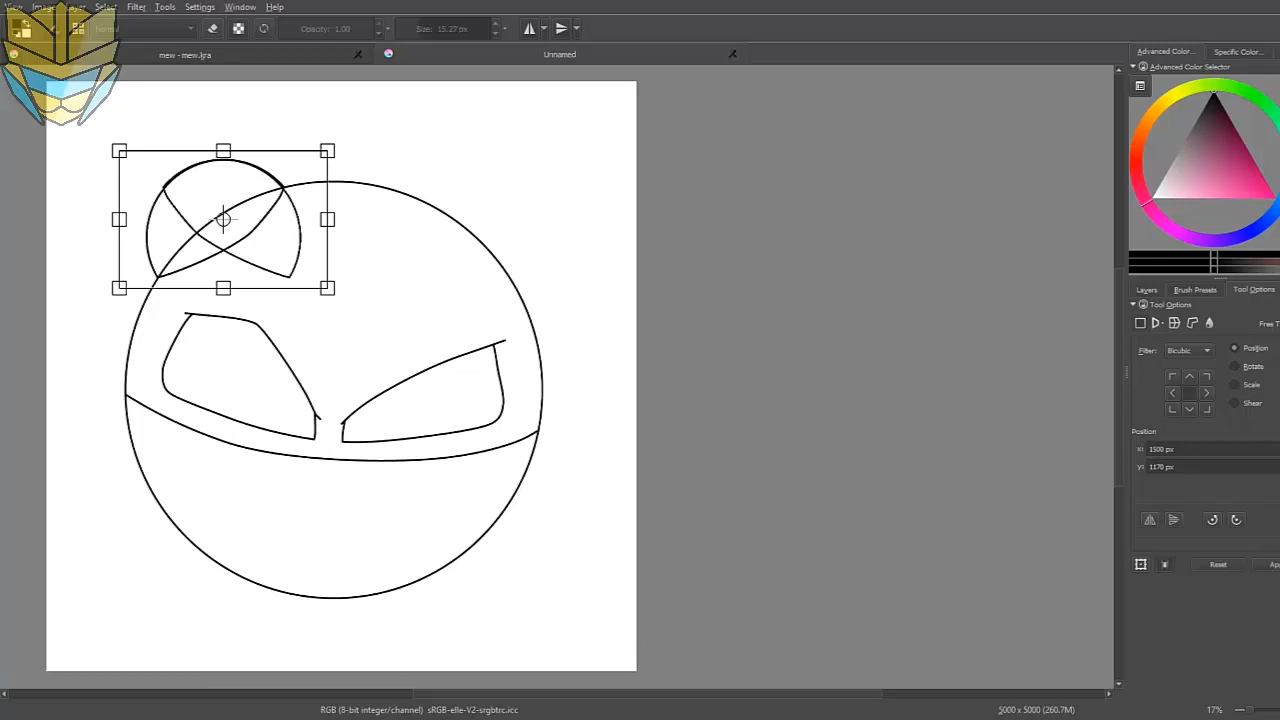 View Image Layer Select Filter Tools Settings Window Help
Normal Opacity: 1.00 Size: 15.27 px
mew - mew.kra Unnamed
Advanced Color... Specific Color...
Advanced Color Selector
Layers Brush Presets Tool Options
Tool Options
Free T
Filter: Bicubic Position
Rotate
Scale
Shear
Position
x: 1500 px
y: 1170 px
Reset Ap
RGB (8-bit integer/channel) sRGB-elle-V2-srgbtrc.icc 5000 x 5000 (260.7M) 17%